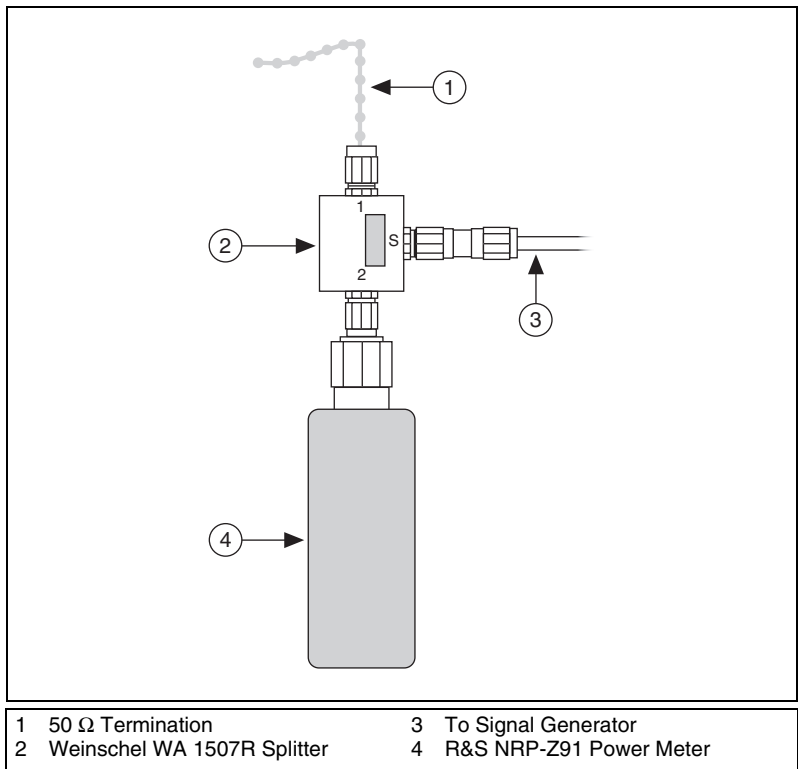 1
1
2
S
2
3
4
1 50 Ω Termination
2 Weinschel WA 1507R Splitter
3 To Signal Generator
4 R&S NRP-Z91 Power Meter